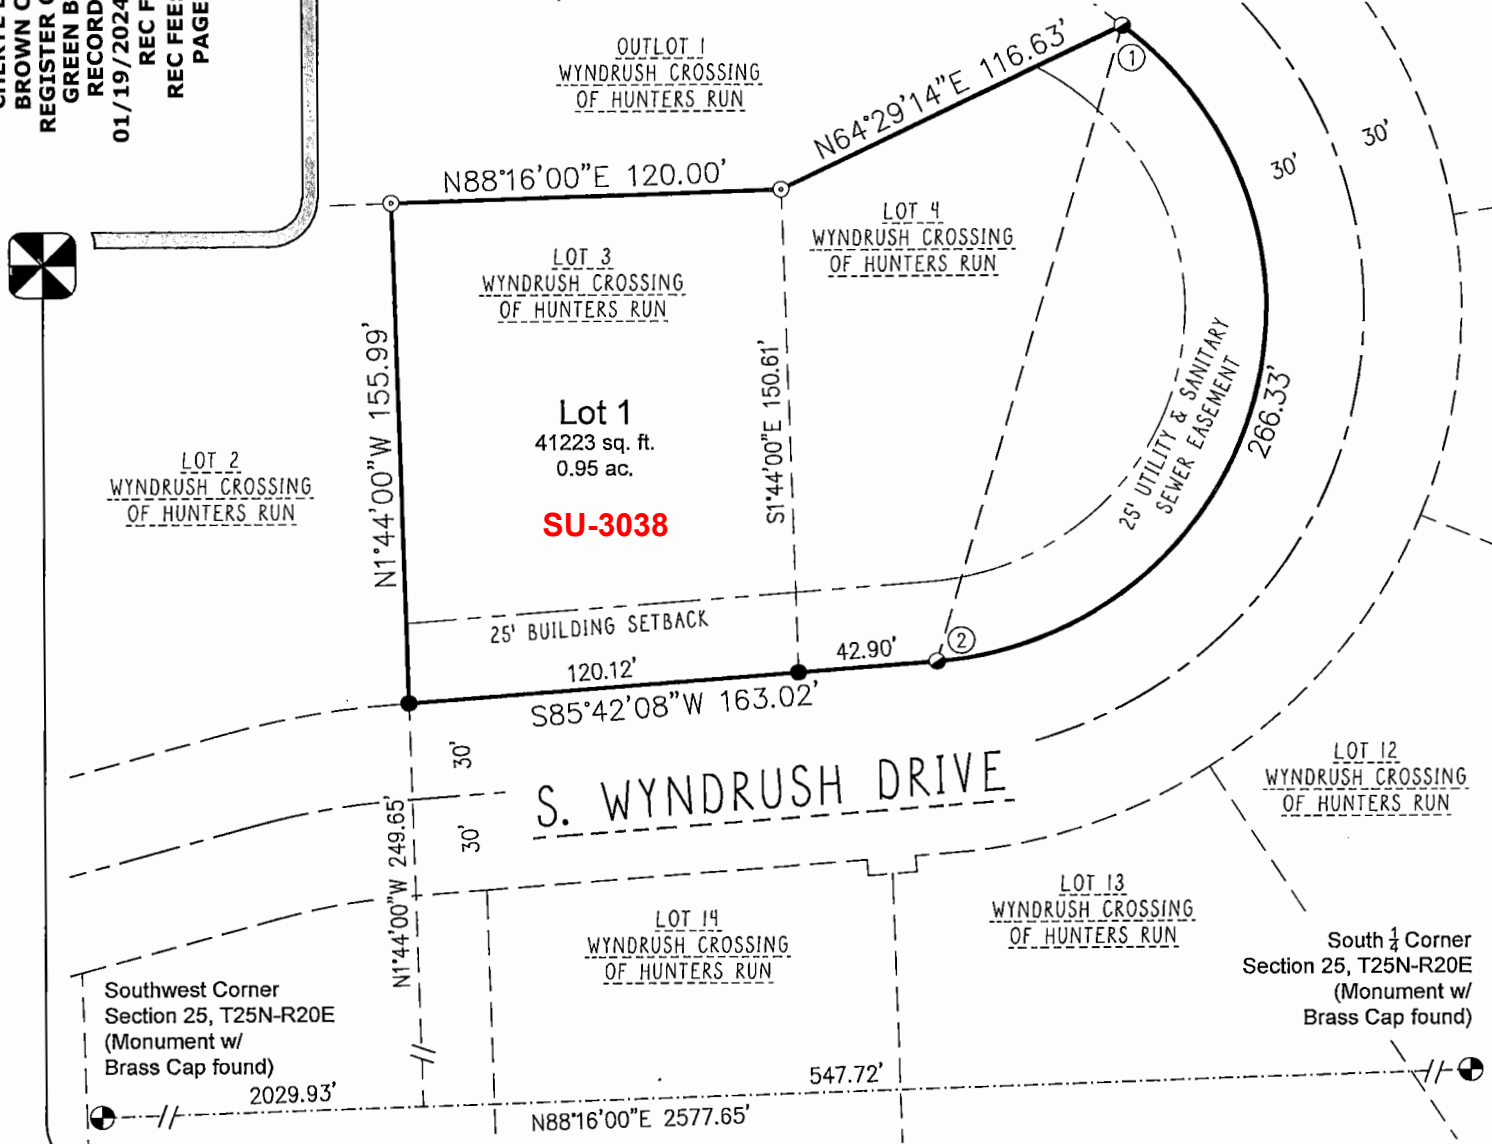 BROWN C
REGISTER
GREEN B
RECORD
01/19/2024
REC F
REC FEES
PAGE
OUTLOT 1
WYNDRUSH CROSSING
OF HUNTERS RUN
N64°29'14"E 116.63'
1
30'
30'
N88°16'00"E 120.00'
LOT 4
WYNDRUSH CROSSING
OF HUNTERS RUN
LOT 3
WYNDRUSH CROSSING
OF HUNTERS RUN
N1°44'00"W 155.99'
S1°44'00"E 150.61'
Lot 1
41223 sq. ft.
0.95 ac.
SU-3038
25' UTILITY & SANITARY
SEWER EASEMENT
266.33'
LOT 2
WYNDRUSH CROSSING
OF HUNTERS RUN
25' BUILDING SETBACK
120.12'
42.90'
2
S85°42'08"W 163.02'
30'
30'
S. WYNDRUSH DRIVE
LOT 12
WYNDRUSH CROSSING
OF HUNTERS RUN
N1°44'00"W 249.65'
LOT 13
WYNDRUSH CROSSING
OF HUNTERS RUN
LOT 14
WYNDRUSH CROSSING
OF HUNTERS RUN
South 1/4 Corner
Section 25, T25N-R20E
(Monument w/
Brass Cap found)
Southwest Corner
Section 25, T25N-R20E
(Monument w/
Brass Cap found)
2029.93'
547.72'
N88°16'00"E 2577.65'